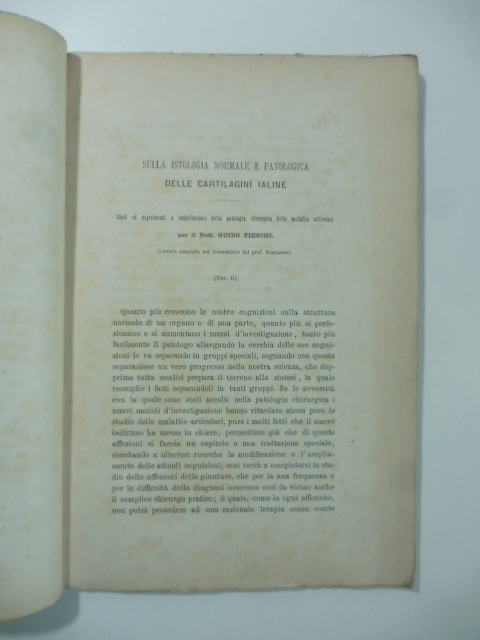 SULLA ISTOLOGIA NORMALE E PATOLOGICA
DELLE CARTILAGINI IALINE
Studi ed esperimenti a contribuzione della patologia chirurgica delle malattie articolari
per il Dott. GUIDO TIZZONI.
(Lavoro eseguito nel laboratorio del prof. Bizzozero)
(Tav. II).
Quanto più crescono le nostre cognizioni sulla struttura
normale di un organo o di una parte, quanto più si perfe-
zionano e si aumentano i mezzi d'investigazione, tanto più
facilmente il patologo allargando la cerchia delle sue cogni-
zioni le va separando in gruppi speciali, segnando con questa
separazione un vero progresso nella nostra scienza, che dap-
prima tutta analisi prepara il terreno alla sintesi, la quale
raccoglie i fatti separandoli in tanti gruppi. Se le avversità
con la quale sono stati accolti nella patologia chirurgica i
nuovi metodi d'investigazione hanno ritardato alcun poco lo
studio delle malattie articolari, pure i molti fatti che il nuovo
indirizzo ha messo in chiaro, permettono già che di queste
affezioni si faccia un capitolo o una trattazione speciale,
riserbando a ulteriori ricerche la modificazione e l'amplia-
mento delle attuali cognizioni; così verrà a completarsi lo stu-
dio delle affezioni delle giunture, che per la sua frequenza e
per le difficoltà della diagnosi interessa così da vicino anche
il semplice chirurgo pratico; il quale, come in ogni affezione,
non potrà procedere ad una razionale terapia senza essere